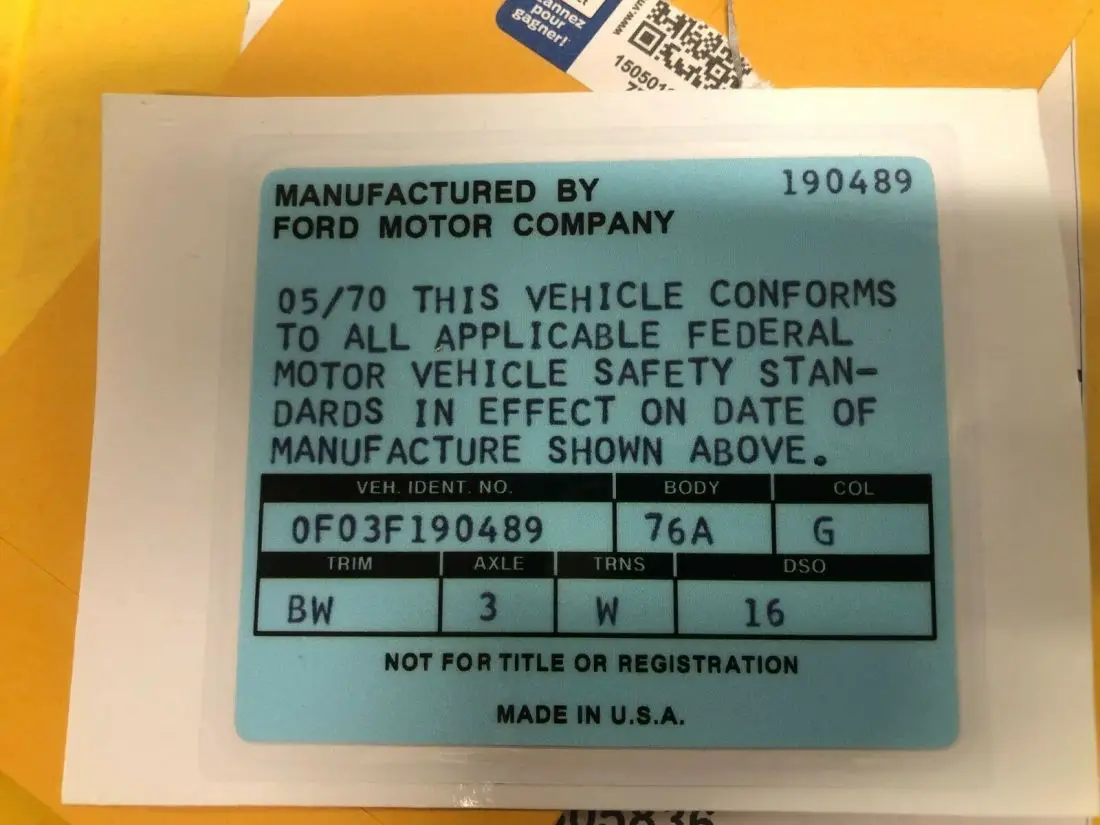 pour
gagner!
MANUFACTURED BY
190489
FORD MOTOR COMPANY
05/70 THIS VEHICLE CONFORMS
TO ALL APPLICABLE FEDERAL
MOTOR VEHICLE SAFETY STAN-
DARDS IN EFFECT ON DATE OF
MANUFACTURE SHOWN ABOVE.
VEH. IDENT. NO. BODY COL
0F03F190489 76A G
TRIM AXLE TRNS DSO
BW 3 W 16
NOT FOR TITLE OR REGISTRATION
MADE IN U.S.A.